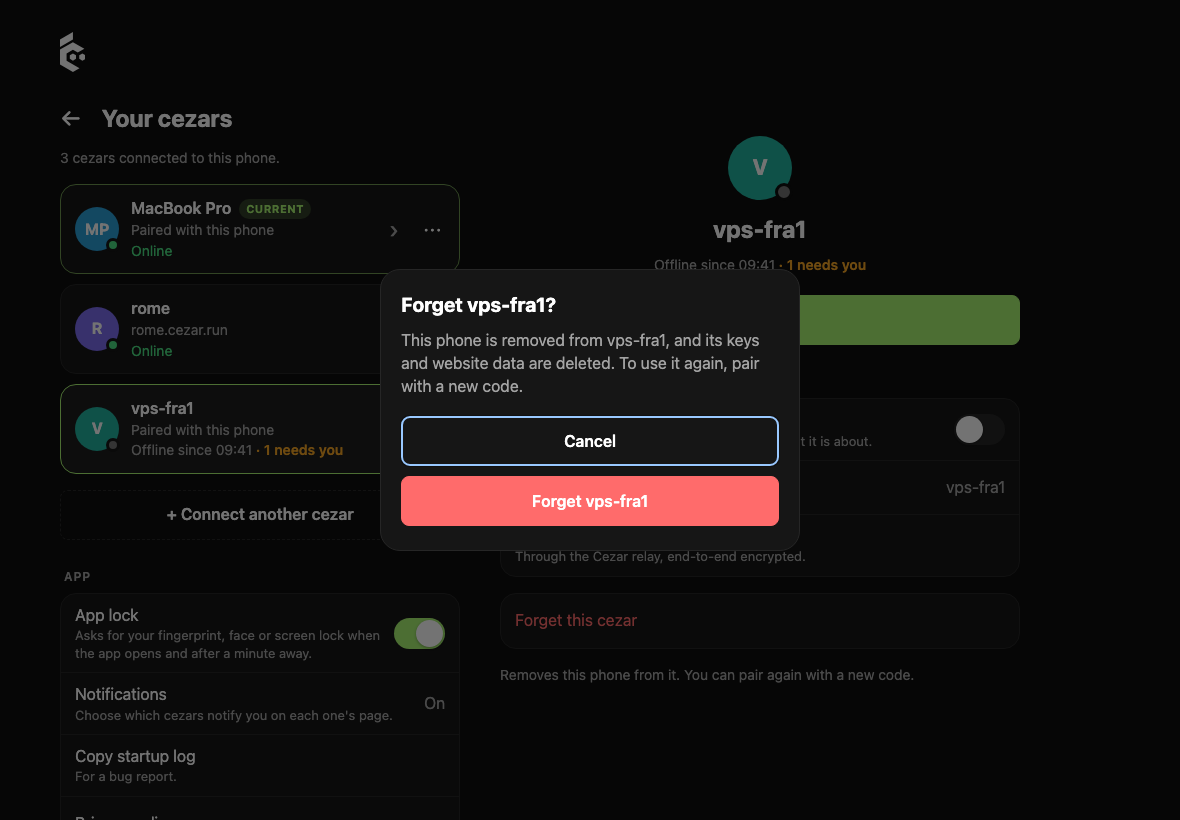 Your cezars
3 cezars connected to this phone.
MP
MacBook Pro CURRENT
Paired with this phone
Online
R
rome
rome.cezar.run
Online
V
vps-fra1
Paired with this phone
Offline since 09:41 · 1 needs you
+ Connect another cezar
APP
App lock
Asks for your fingerprint, face or screen lock when
the app opens and after a minute away.
Notifications
Choose which cezars notify you on each one's page.
On
Copy startup log
For a bug report.
V
vps-fra1
Offline since 09:41 · 1 needs you
Forget vps-fra1?
This phone is removed from vps-fra1, and its keys
and website data are deleted. To use it again, pair
with a new code.
Cancel
Forget vps-fra1
it is about.
vps-fra1
Through the Cezar relay, end-to-end encrypted.
Forget this cezar
Removes this phone from it. You can pair again with a new code.